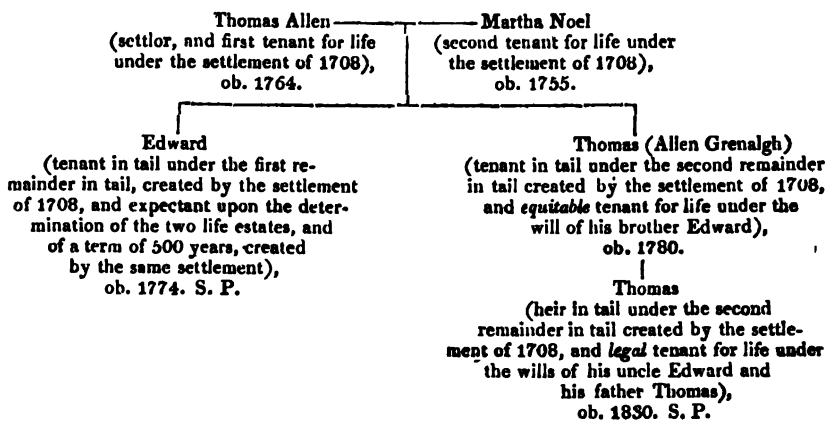 Thomas Allen Martha Noel
(settlor, and first tenant for life (second tenant for life under
under the settlement of 1708), the settlement of 1708),
ob. 1764. ob. 1755.
Edward
(tenant in tail under the first re-
mainder in tail, created by the settlement
of 1708, and expectant upon the deter-
mination of the two life estates, and
of a term of 500 years, created
by the same settlement),
ob. 1774. S. P.
Thomas (Allen Grenalgh)
(tenant in tail under the second remainder
in tail created by the settlement of 1708,
and equitable tenant for life under the
will of his brother Edward),
ob. 1780.
Thomas
(heir in tail under the second
remainder in tail created by the settle-
ment of 1708, and legal tenant for life under
the wills of his uncle Edward and
his father Thomas),
ob. 1830. S. P.